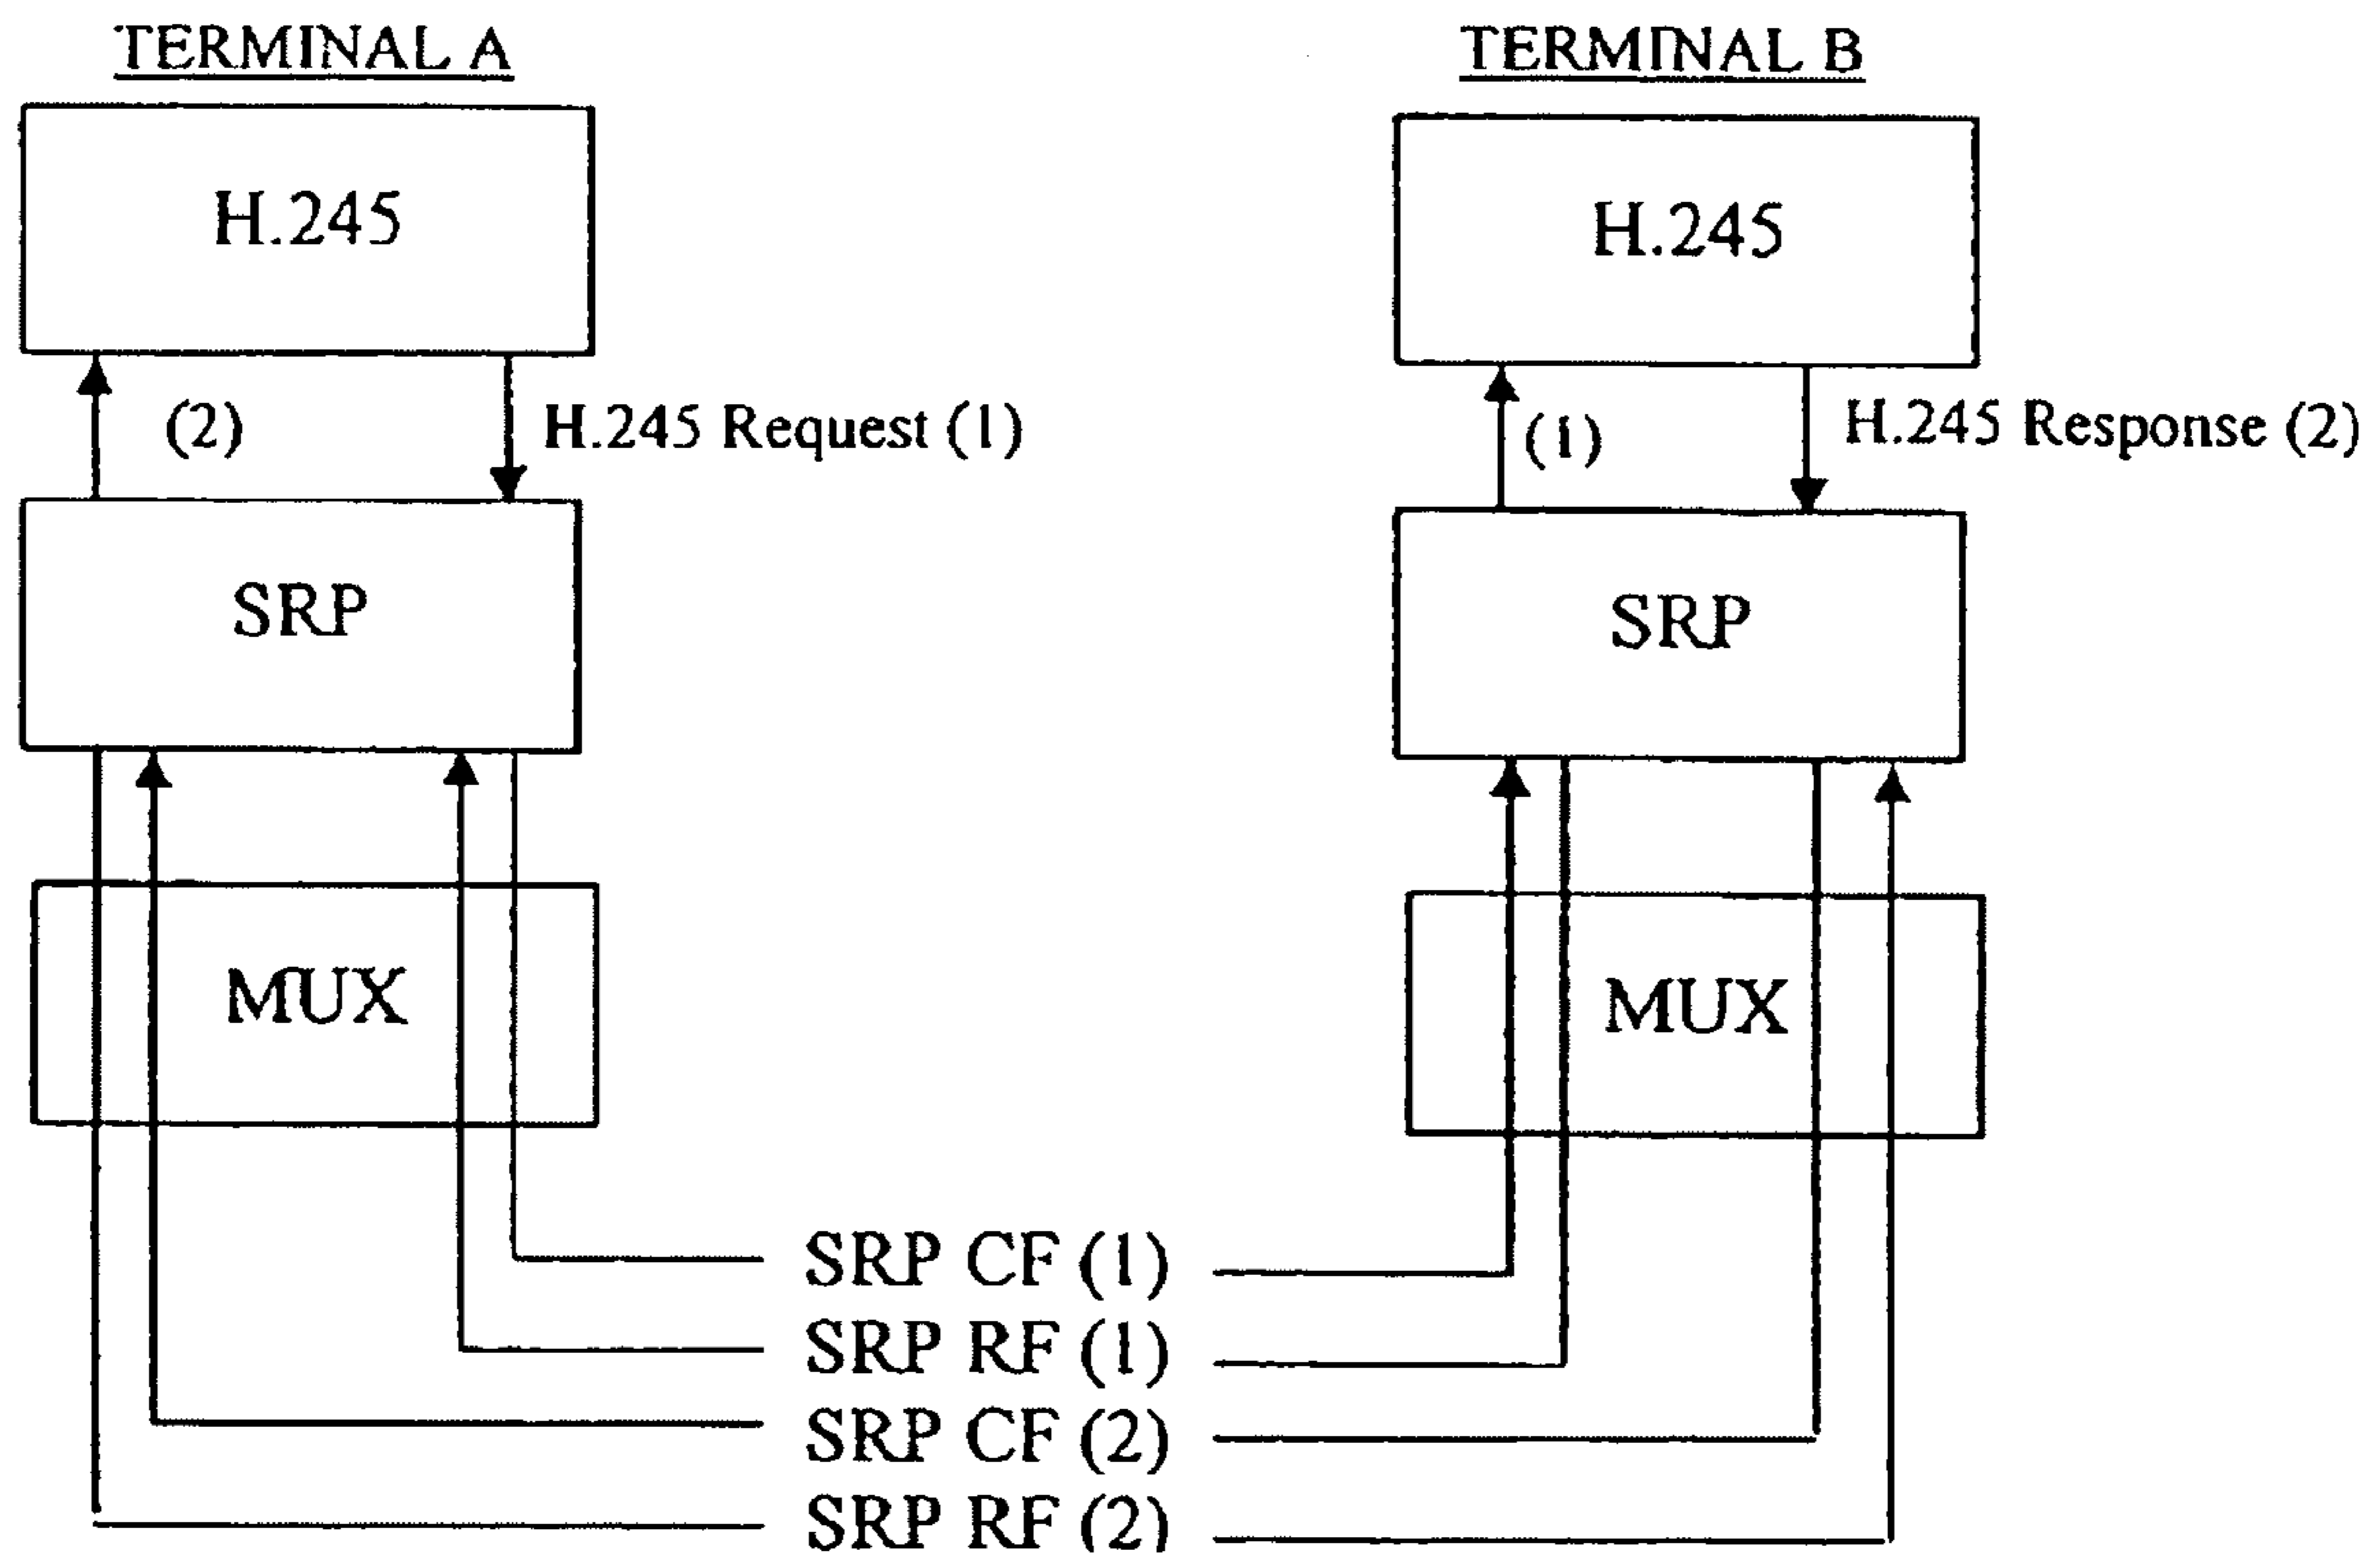 TERMINAL A
TERMINAL B
H.245
H.245
(2)
H.245 Request (1)
(1)
H.245 Response (2)
SRP
SRP
MUX
MUX
SRP CF (1)
SRP RF (1)
SRP CF (2)
SRP RF (2)